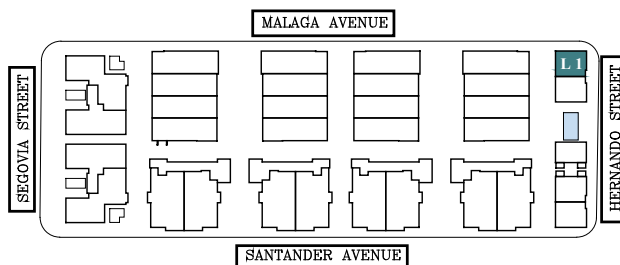 MALAGA AVENUE
SEGOVIA STREET
L 1
HERNANDO STREET
SANTANDER AVENUE